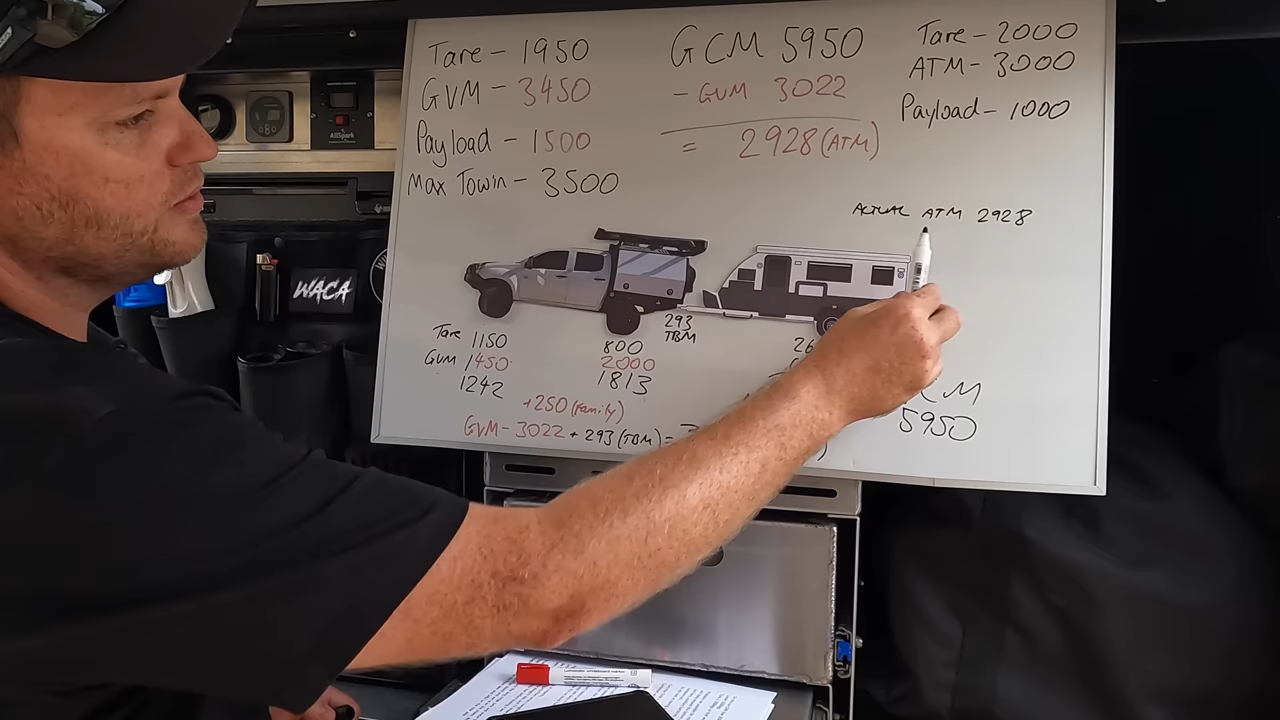 Tare - 1950
GVM - 3450
Payload - 1500
Max Towin - 3500
GCM 5950
- GVM 3022
= 2928 (ATM)
Tare - 2000
ATM - 3000
Payload - 1000
ACTUAL ATM 2928
293
TBM
Tare 1150
GVM 1450
1242
800
2000
1813
+250 (Family)
GVM - 3022 + 293 (TBM) =
5950
WACA
AllSpark